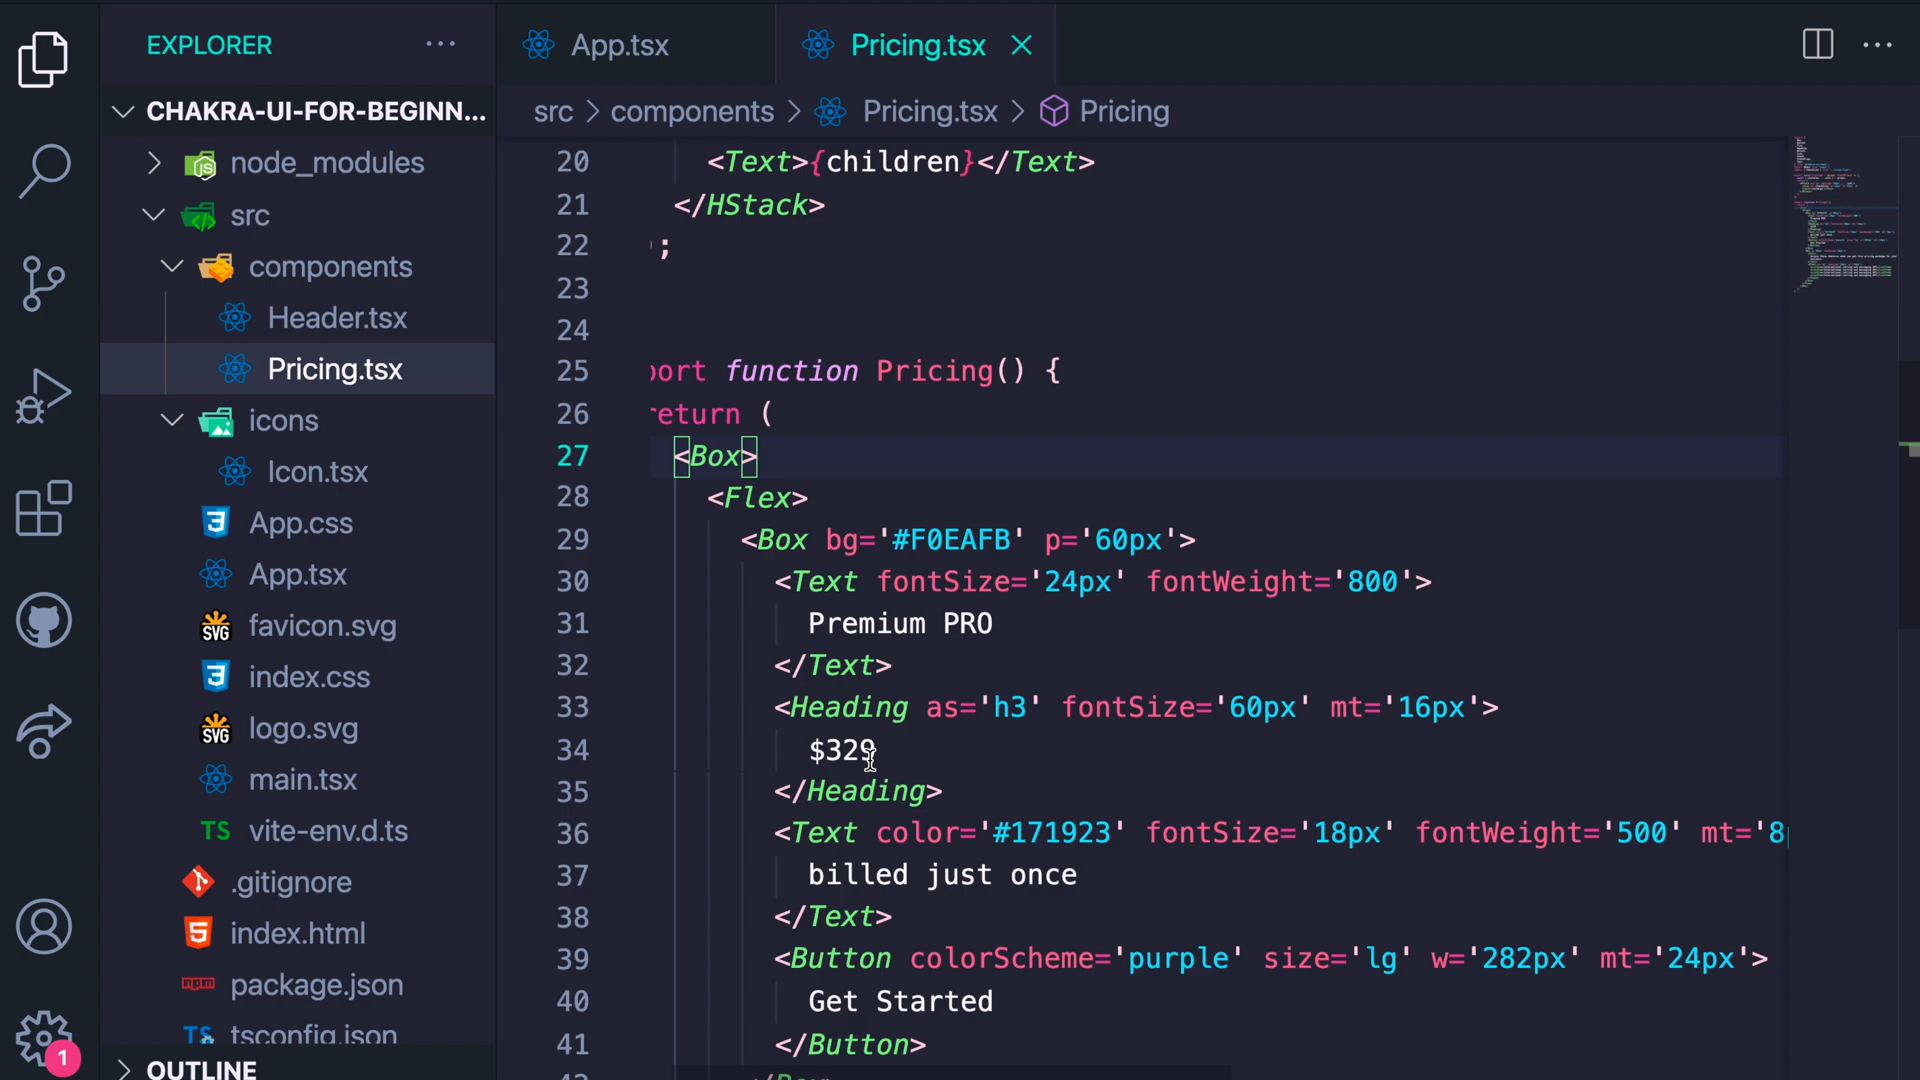 EXPLORER
App.tsx
Pricing.tsx
CHAKRA-UI-FOR-BEGINN...
src > components > Pricing.tsx > Pricing
node_modules
src
components
Header.tsx
Pricing.tsx
icons
Icon.tsx
App.css
App.tsx
favicon.svg
index.css
logo.svg
main.tsx
TS vite-env.d.ts
.gitignore
index.html
package.json
tsconfig.json
OUTLINE
1
20 <Text>{children}</Text>
21 </HStack>
22 );
23
24
25 port function Pricing() {
26 return (
27 <Box>
28 <Flex>
29 <Box bg='#F0EAFB' p='60px'>
30 <Text fontSize='24px' fontWeight='800'>
31 Premium PRO
32 </Text>
33 <Heading as='h3' fontSize='60px' mt='16px'>
34 $329
35 </Heading>
36 <Text color='#171923' fontSize='18px' fontWeight='500' mt='8p
37 billed just once
38 </Text>
39 <Button colorScheme='purple' size='lg' w='282px' mt='24px'>
40 Get Started
41 </Button>